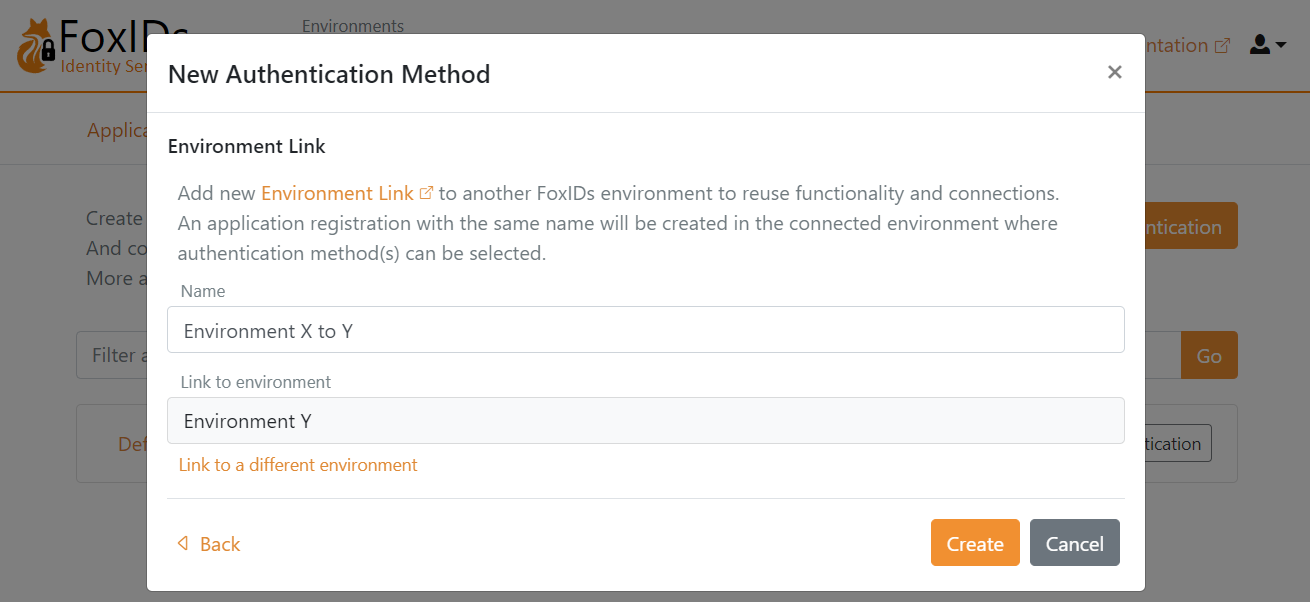 FoxIDs
Environments
Identity Ser
ntation
New Authentication Method
Applica
Environment Link
Add new Environment Link to another FoxIDs environment to reuse functionality and connections.
An application registration with the same name will be created in the connected environment where
authentication method(s) can be selected.
Create
And co
More a
ntication
Name
Environment X to Y
Filter a
Go
Link to environment
Environment Y
Def
tication
Link to a different environment
Back
Create
Cancel